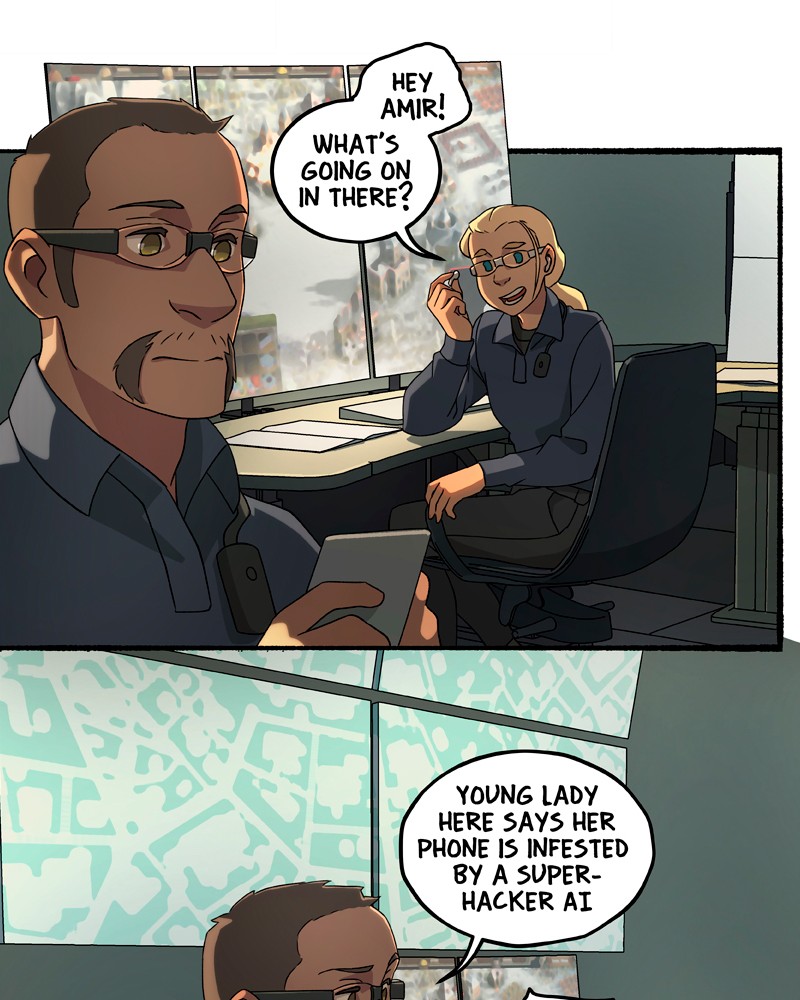 HEY
AMIR!
WHAT'S
GOING ON
IN THERE?
YOUNG LADY
HERE SAYS HER
PHONE IS INFESTED
BY A SUPER-
HACKER AI